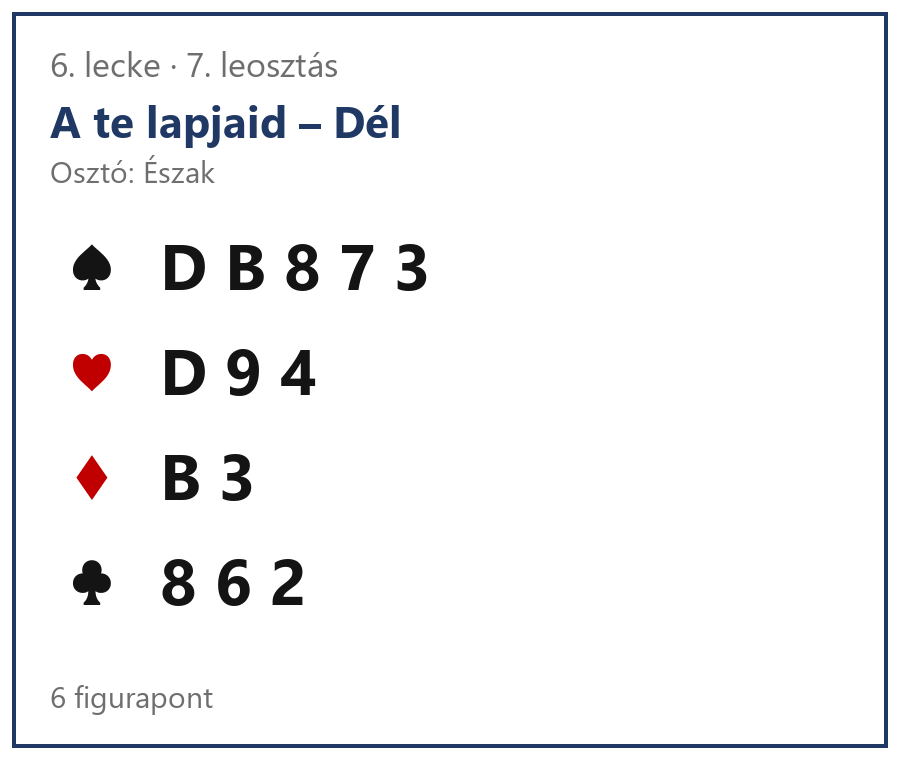 6. lecke · 7. leosztás
A te lapjaid – Dél
Osztó: Észak
♠ D B 8 7 3
♥ D 9 4
♦ B 3
♣ 8 6 2
6 figurapont